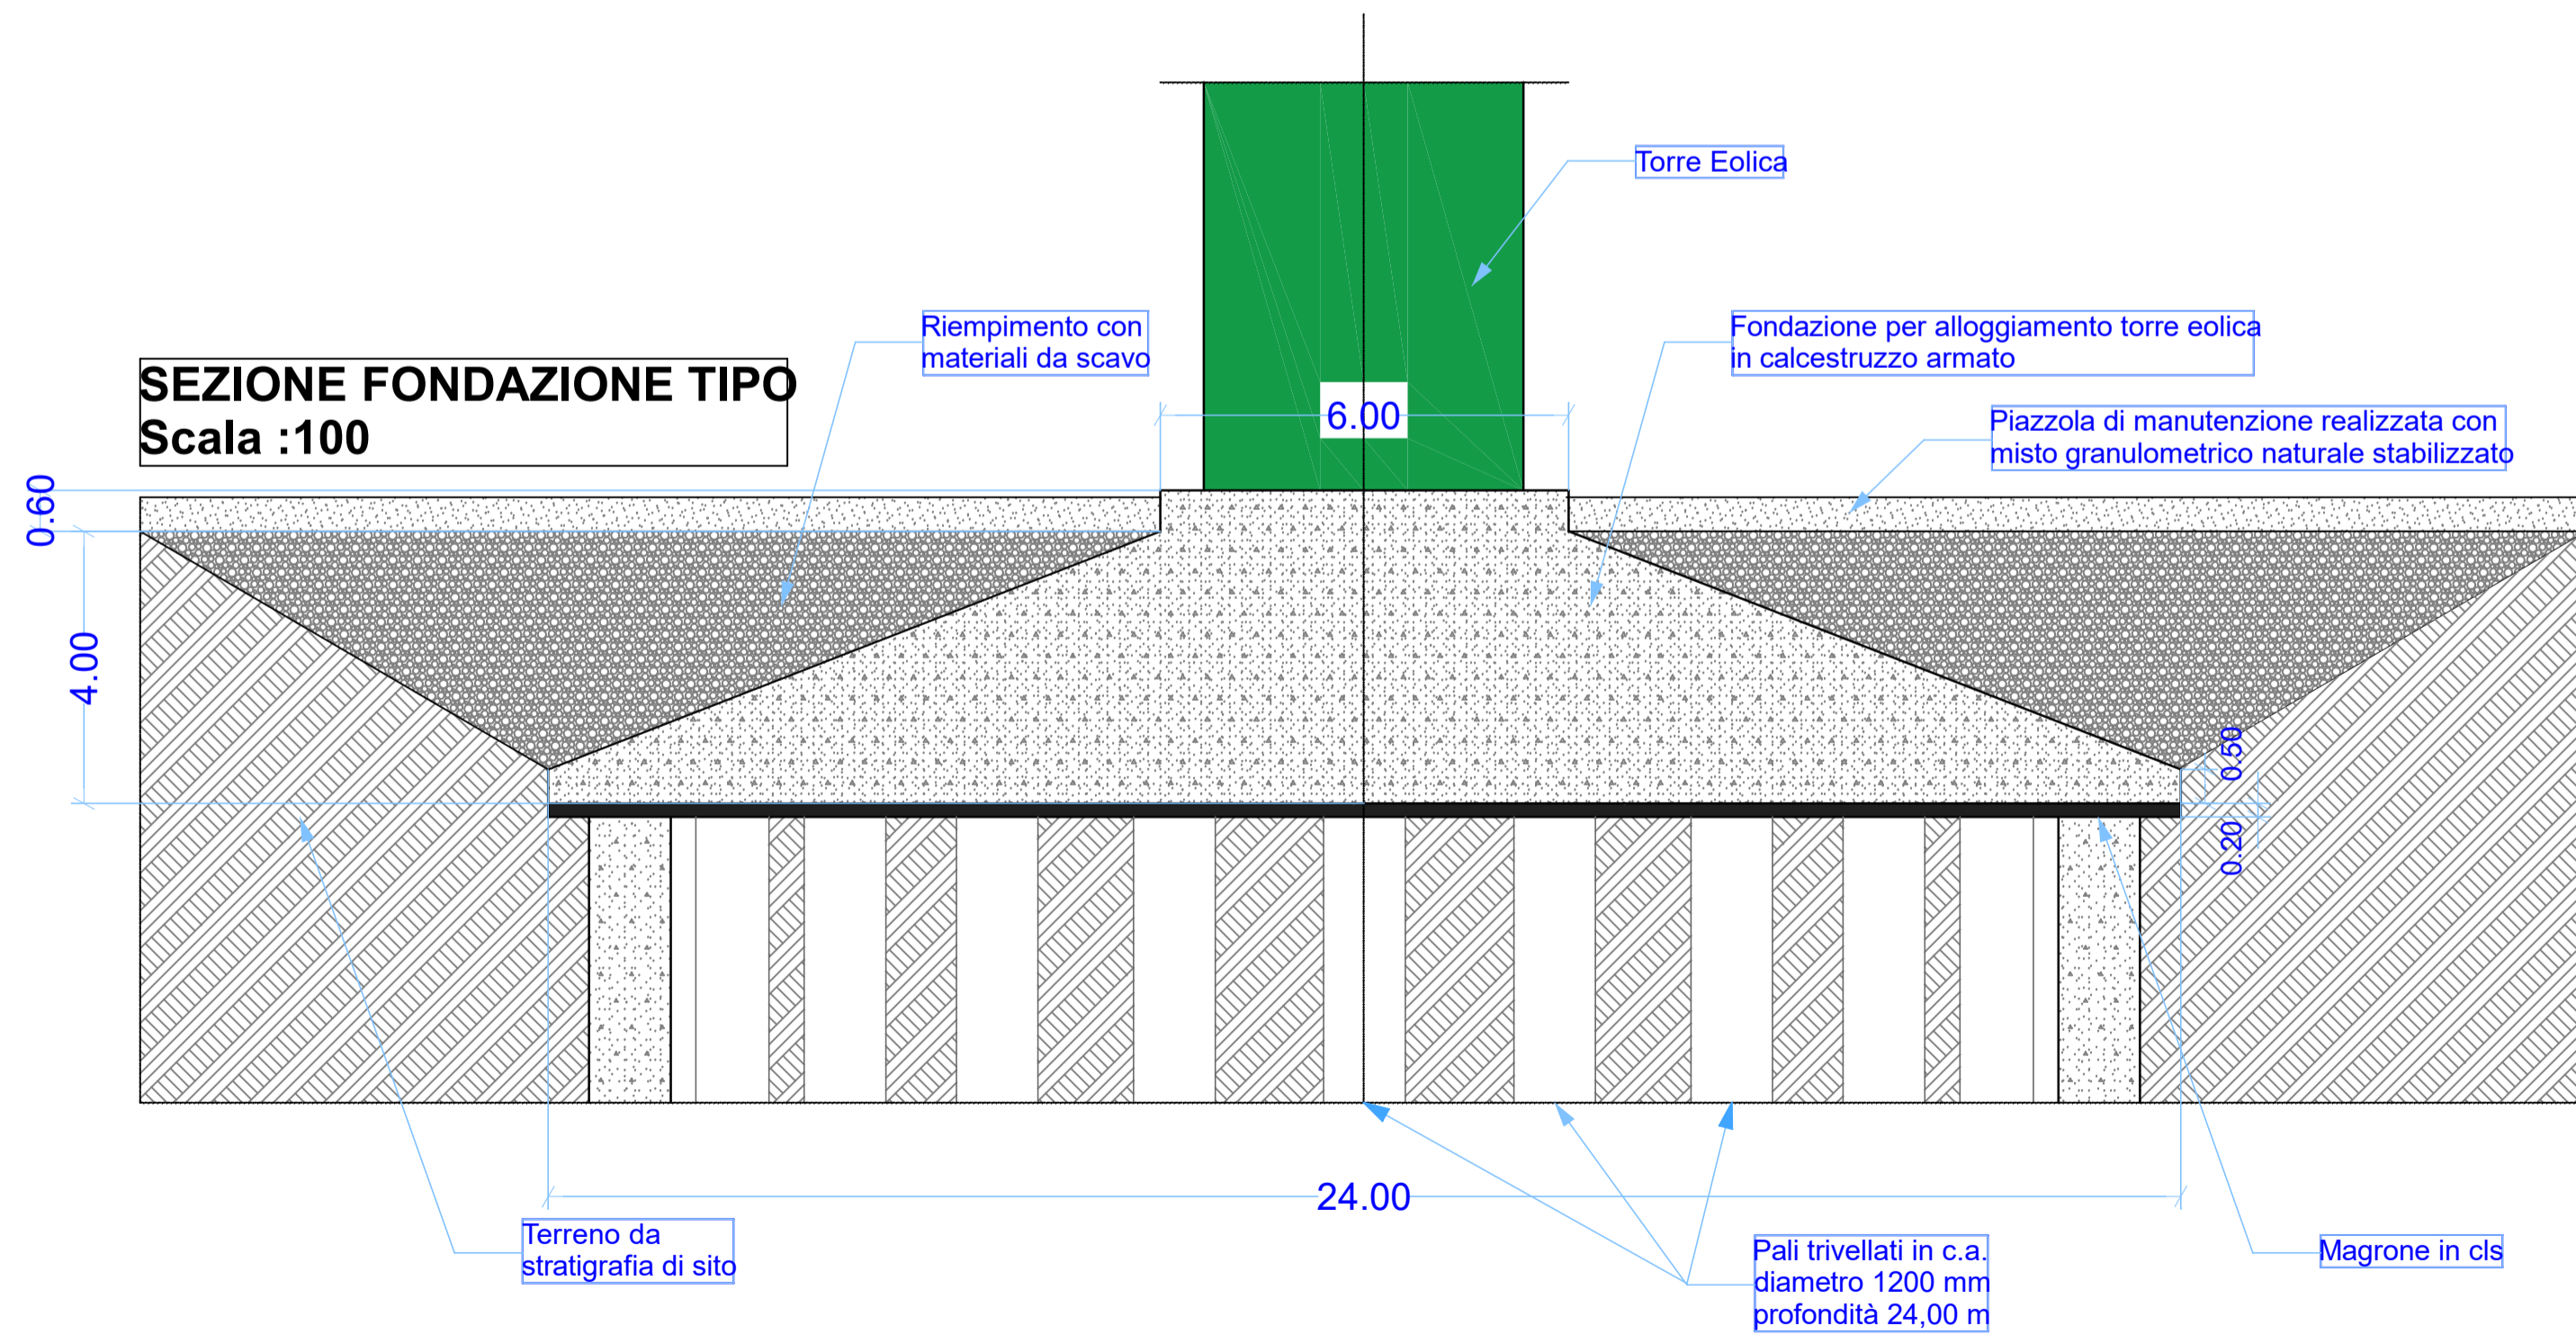 Torre Eolica
Riempimento con
materiali da scavo
Fondazione per alloggiamento torre eolica
in calcestruzzo armato
SEZIONE FONDAZIONE TIPO
Scala :100
6.00
Piazzola di manutenzione realizzata con
misto granulometrico naturale stabilizzato
0.60
4.00
0.50
0.20
24.00
Terreno da
stratigrafia di sito
Pali trivellati in c.a.
diametro 1200 mm
profondità 24,00 m
Magrone in cls